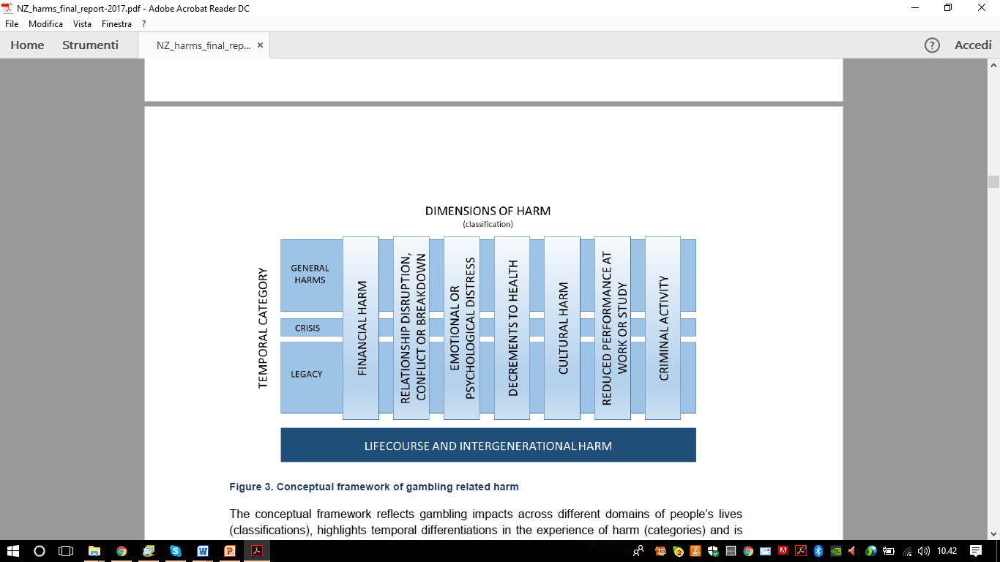 NZ_harms_final_report-2017.pdf - Adobe Acrobat Reader DC
File Modifica Vista Finestra ?
Home Strumenti NZ_harms_final_rep... × ? Accedi
DIMENSIONS OF HARM
(classification)
TEMPORAL CATEGORY
GENERAL
HARMS
CRISIS
LEGACY
FINANCIAL HARM
RELATIONSHIP DISRUPTION,
CONFLICT OR BREAKDOWN
EMOTIONAL OR
PSYCHOLOGICAL DISTRESS
DECREMENTS TO HEALTH
CULTURAL HARM
REDUCED PERFORMANCE AT
WORK OR STUDY
CRIMINAL ACTIVITY
LIFECOURSE AND INTERGENERATIONAL HARM
Figure 3. Conceptual framework of gambling related harm
The conceptual framework reflects gambling impacts across different domains of people's lives
(classifications), highlights temporal differentiations in the experience of harm (categories) and is
10.42